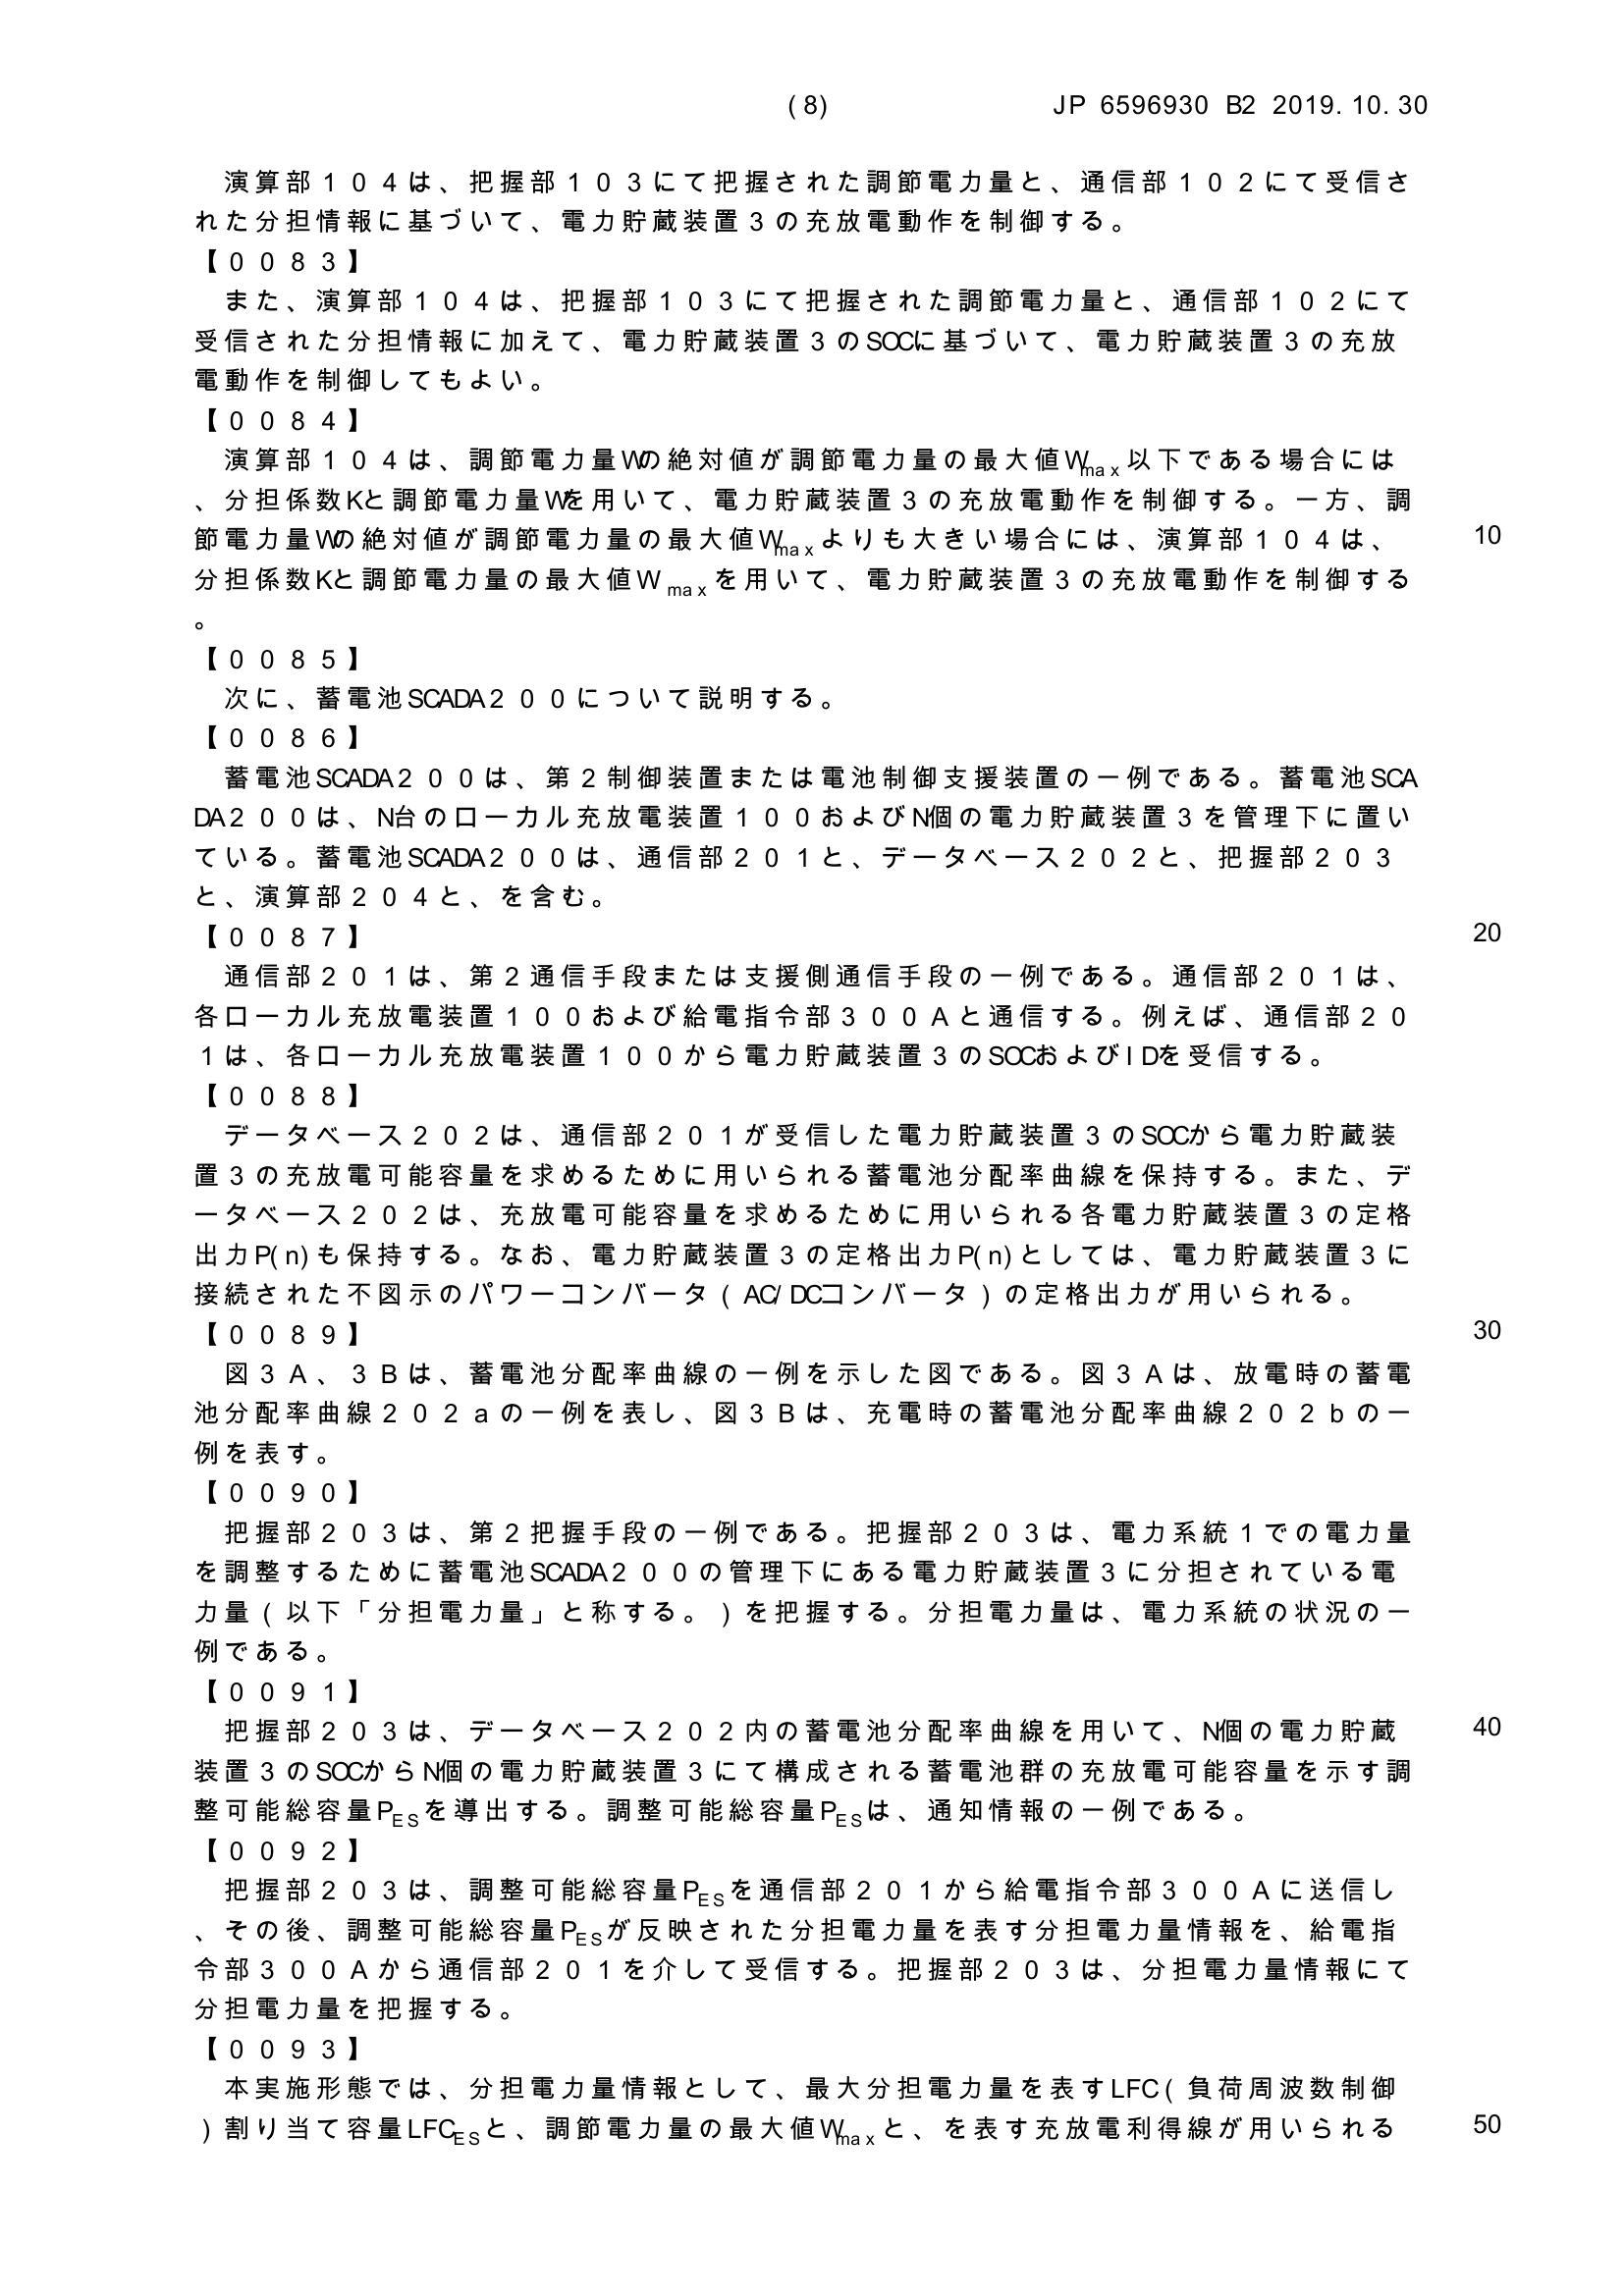 (8) JP 6596930 B2 2019.10.30
　演算部１０４は、把握部１０３にて把握された調節電力量と、通信部１０２にて受信さ
れた分担情報に基づいて、電力貯蔵装置３の充放電動作を制御する。
【００８３】
　また、演算部１０４は、把握部１０３にて把握された調節電力量と、通信部１０２にて
受信された分担情報に加えて、電力貯蔵装置３のSOCに基づいて、電力貯蔵装置３の充放
電動作を制御してもよい。
【００８４】
　演算部１０４は、調節電力量Wの絶対値が調節電力量の最大値Wmax以下である場合には
、分担係数Kと調節電力量Wを用いて、電力貯蔵装置３の充放電動作を制御する。一方、調
節電力量Wの絶対値が調節電力量の最大値Wmaxよりも大きい場合には、演算部１０４は、 10
分担係数Kと調節電力量の最大値Wmaxを用いて、電力貯蔵装置３の充放電動作を制御する
。
【００８５】
　次に、蓄電池SCADA２００について説明する。
【００８６】
　蓄電池SCADA２００は、第２制御装置または電池制御支援装置の一例である。蓄電池SCA
DA２００は、N台のローカル充放電装置１００およびN個の電力貯蔵装置３を管理下に置い
ている。蓄電池SCADA２００は、通信部２０１と、データベース２０２と、把握部２０３
と、演算部２０４と、を含む。
【００８７】 20
　通信部２０１は、第２通信手段または支援側通信手段の一例である。通信部２０１は、
各ローカル充放電装置１００および給電指令部３００Ａと通信する。例えば、通信部２０
１は、各ローカル充放電装置１００から電力貯蔵装置３のSOCおよびIDを受信する。
【００８８】
　データベース２０２は、通信部２０１が受信した電力貯蔵装置３のSOCから電力貯蔵装
置３の充放電可能容量を求めるために用いられる蓄電池分配率曲線を保持する。また、デ
ータベース２０２は、充放電可能容量を求めるために用いられる各電力貯蔵装置３の定格
出力P(n)も保持する。なお、電力貯蔵装置３の定格出力P(n)としては、電力貯蔵装置３に
接続された不図示のパワーコンバータ（AC/DCコンバータ）の定格出力が用いられる。
【００８９】 30
　図３Ａ、３Ｂは、蓄電池分配率曲線の一例を示した図である。図３Ａは、放電時の蓄電
池分配率曲線２０２ａの一例を表し、図３Ｂは、充電時の蓄電池分配率曲線２０２ｂの一
例を表す。
【００９０】
　把握部２０３は、第２把握手段の一例である。把握部２０３は、電力系統１での電力量
を調整するために蓄電池SCADA２００の管理下にある電力貯蔵装置３に分担されている電
力量（以下「分担電力量」と称する。）を把握する。分担電力量は、電力系統の状況の一
例である。
【００９１】
　把握部２０３は、データベース２０２内の蓄電池分配率曲線を用いて、N個の電力貯蔵 40
装置３のSOCからN個の電力貯蔵装置３にて構成される蓄電池群の充放電可能容量を示す調
整可能総容量PESを導出する。調整可能総容量PESは、通知情報の一例である。
【００９２】
　把握部２０３は、調整可能総容量PESを通信部２０１から給電指令部３００Ａに送信し
、その後、調整可能総容量PESが反映された分担電力量を表す分担電力量情報を、給電指
令部３００Ａから通信部２０１を介して受信する。把握部２０３は、分担電力量情報にて
分担電力量を把握する。
【００９３】
　本実施形態では、分担電力量情報として、最大分担電力量を表すLFC（負荷周波数制御
）割り当て容量LFCESと、調節電力量の最大値Wmaxと、を表す充放電利得線が用いられる 50